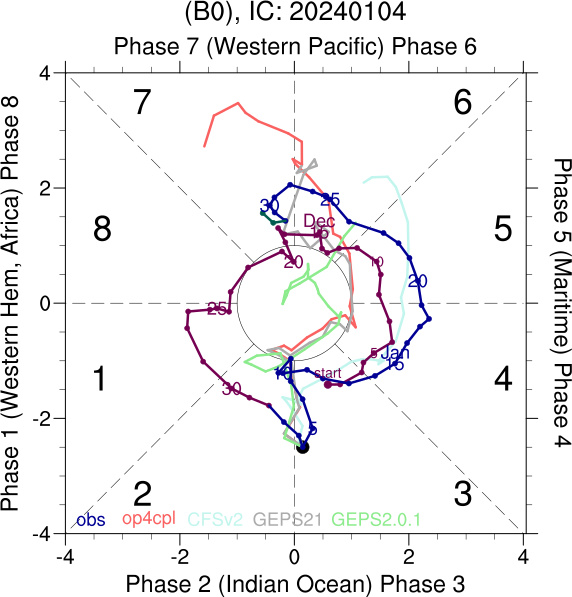 (B0), IC: 20240104
Phase 7 (Western Pacific) Phase 6
4
7
6
Phase 1 (Western Hem, Africa) Phase 8
Phase 5 (Maritime) Phase 4
2
30
25
Dec
15
8
5
20
10
20
0
25
5
Jan
15
10
start
1
4
30
-2
5
2
3
obs op4cpl CFSv2 GEPS21 GEPS2.0.1
-4
-4 -2 0 2 4
Phase 2 (Indian Ocean) Phase 3